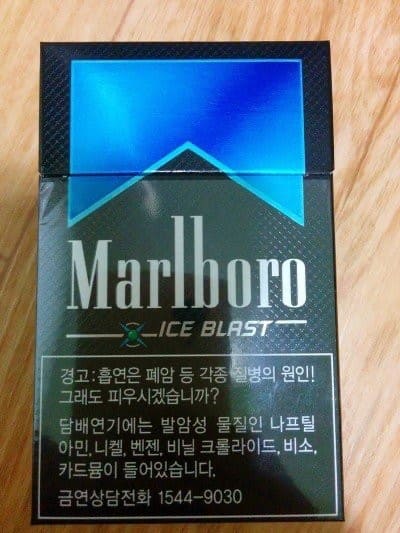 Marlboro
ICE BLAST
경고:흡연은 폐암 등 각종 질병의 원인!
그래도 피우시겠습니까?
담배연기에는 발암성 물질인 나프틸
아민, 니켈, 벤젠, 비닐 크롤라이드, 비소,
카드뮴이 들어있습니다.
금연상담전화 1544-9030